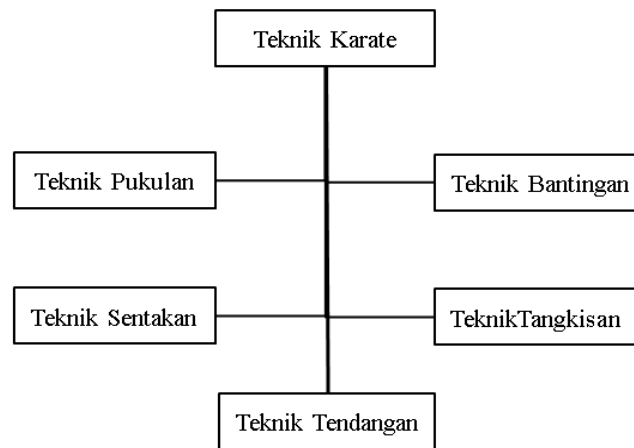 Teknik Karate
Teknik Pukulan
Teknik Bantingan
Teknik Sentakan
TeknikTangkisan
Teknik Tendangan